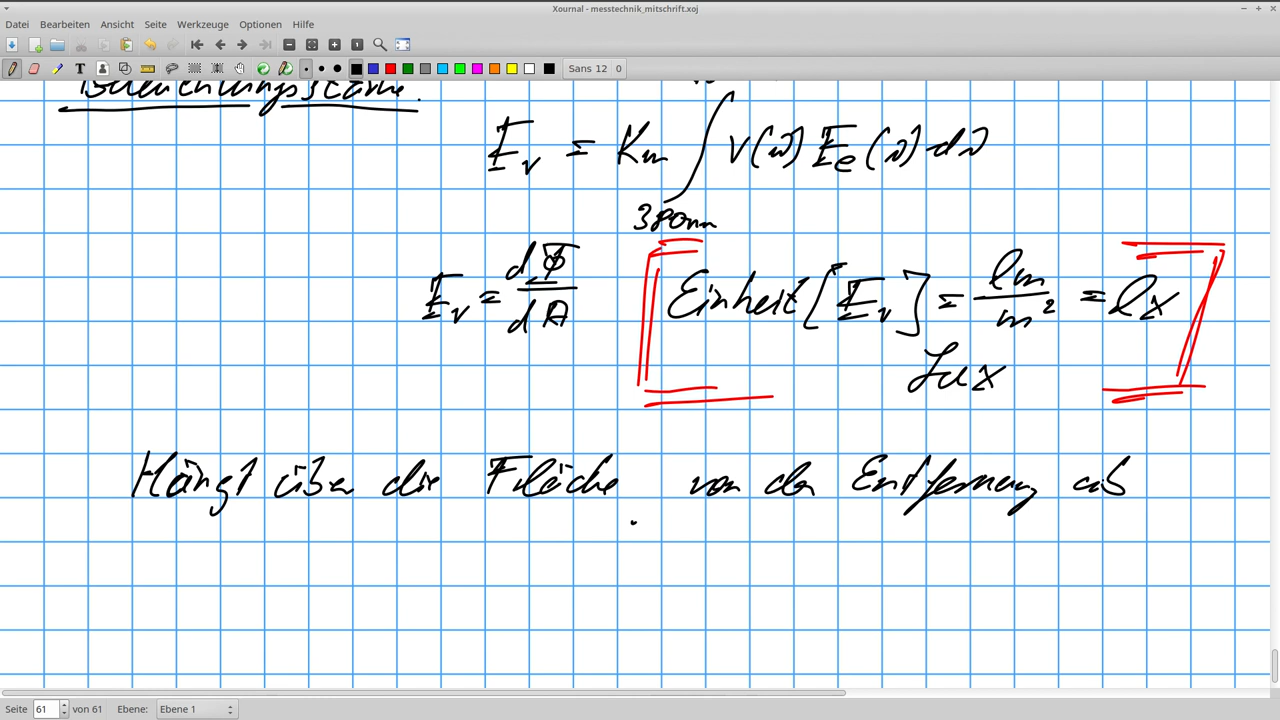 Xournal - messtechnik_mitschrift.xoj
Datei Bearbeiten Ansicht Seite Werkzeuge Optionen Hilfe
Sans 12 0
Beleuchtungsstärke.
E_v = Km ∫ V(ν) E_e(ν) dν
380nm
E_v = dΦ/dA Einheit [E_v] = lm/m² = lx
Lux
Hängt über die Fläche von der Entfernung ab
Seite 61 von 61 Ebene: Ebene 1